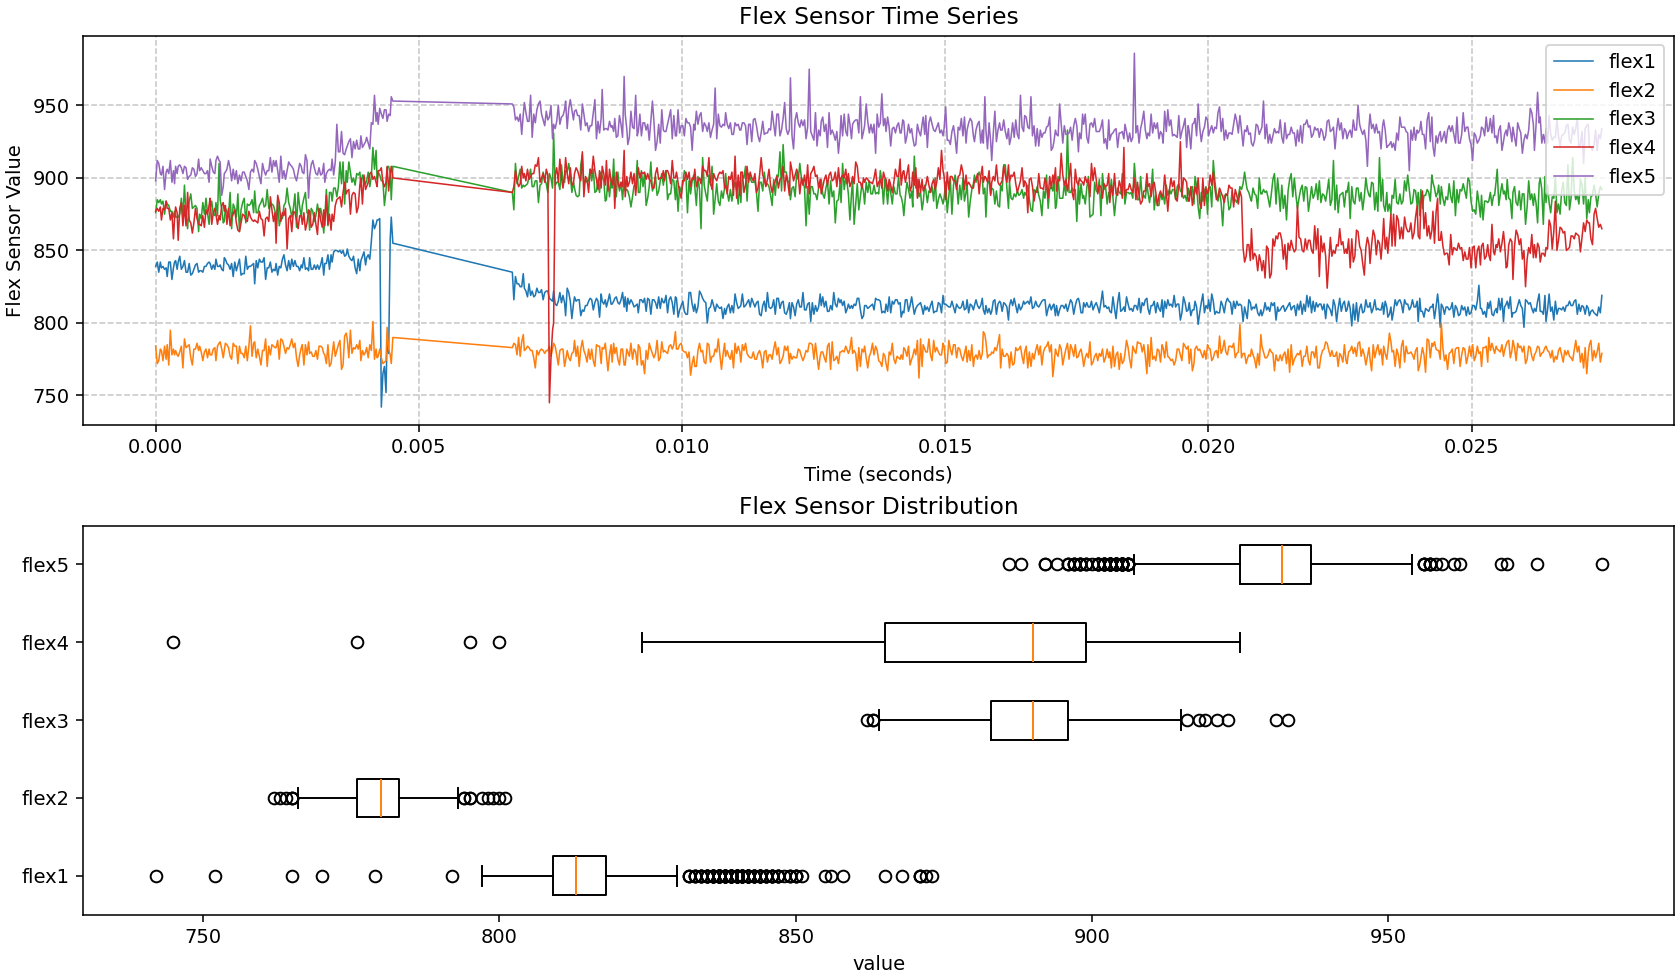 Flex Sensor Time Series
Flex Sensor Value
950
900
850
800
750
flex1
flex2
flex3
flex4
flex5
0.000 0.005 0.010 0.015 0.020 0.025
Time (seconds)
Flex Sensor Distribution
flex5
flex4
flex3
flex2
flex1
750 800 850 900 950
value